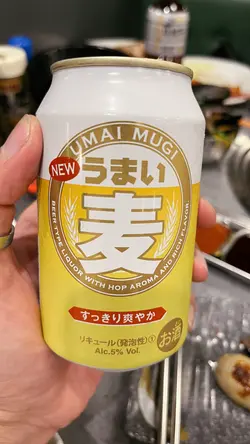 UMAI MUGI
NEW
うまい
麦
BEER TYPE LIQUOR WITH HOP AROMA AND RICH FLAVOR
すっきり爽やか
リキュール(発泡性)①
Alc.5% Vol.
お酒